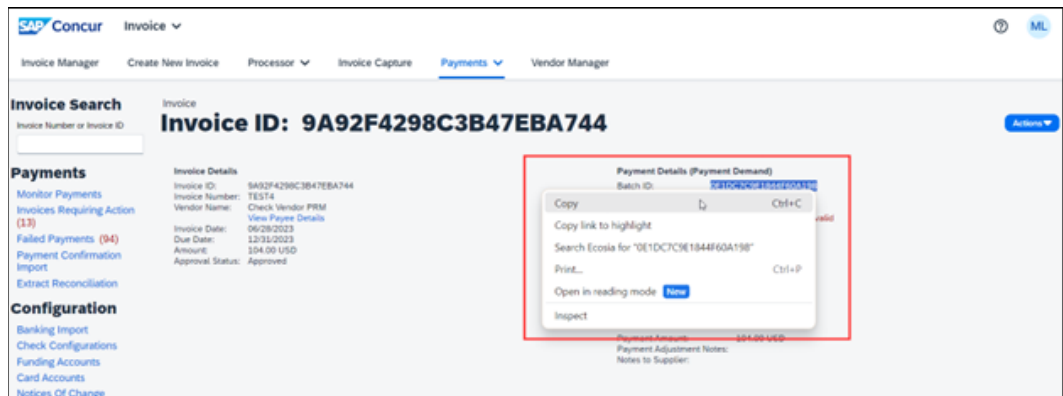 SAP Concur Invoice ML
Invoice Manager Create New Invoice Processor Invoice Capture Payments Vendor Manager
Invoice Search
Invoice Number or Invoice ID
Payments
Monitor Payments
Invoices Requiring Action
(13)
Failed Payments (94)
Payment Confirmation
Import
Extract Reconciliation
Configuration
Banking Import
Check Configurations
Funding Accounts
Card Accounts
Notices Of Change
Invoice
Invoice ID: 9A92F4298C3B47EBA744
Actions
Invoice Details
Invoice ID: 9A92F4298C3B47EBA744
Invoice Number: TEST4
Vendor Name: Check Vendor PRM
View Payee Details
Invoice Date: 06/28/2023
Due Date: 12/31/2023
Amount: 104.00 USD
Approval Status: Approved
Payment Details (Payment Demand)
Batch ID: 0E1DC7C9E1844F60A198
valid
Copy Ctrl+C
Copy link to highlight
Search Ecosia for "0E1DC7C9E1844F60A198"
Print... Ctrl+P
Open in reading mode New
Inspect
Payment Amount: 104.00 USD
Payment Adjustment Notes:
Notes to Supplier: